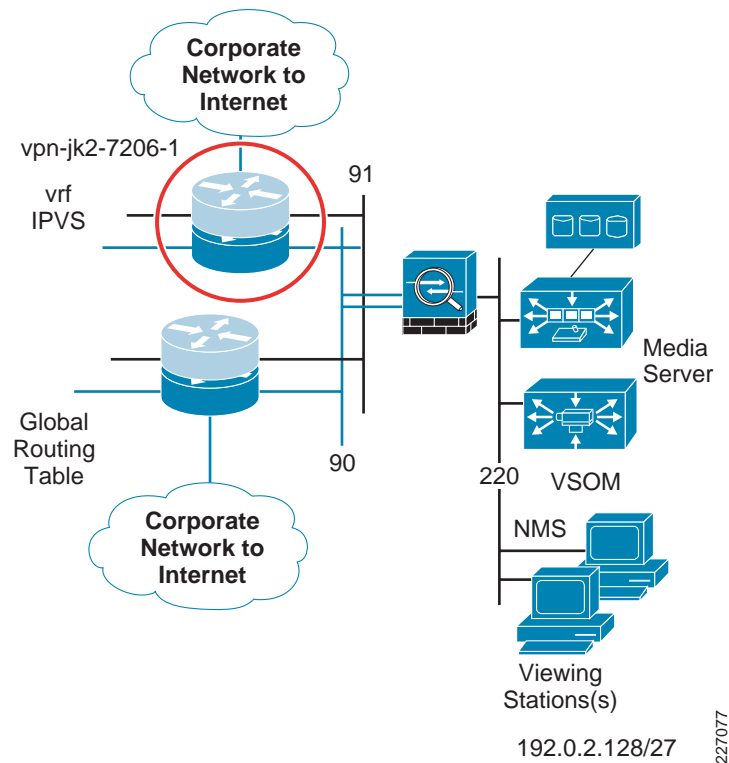 Corporate
Network to
Internet
vpn-jk2-7206-1
91
vrf
IPVS
Media
Server
Global
Routing
Table
90
220
VSOM
Corporate
Network to
Internet
NMS
Viewing
Stations(s)
192.0.2.128/27
227077